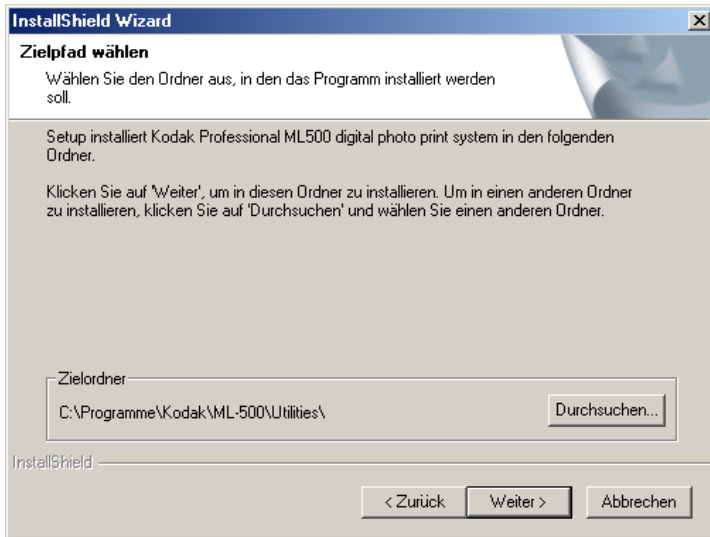 InstallShield Wizard
Zielpfad wählen
Wählen Sie den Ordner aus, in den das Programm installiert werden
soll.
Setup installiert Kodak Professional ML500 digital photo print system in den folgenden
Ordner.
Klicken Sie auf 'Weiter', um in diesen Ordner zu installieren. Um in einen anderen Ordner
zu installieren, klicken Sie auf 'Durchsuchen' und wählen Sie einen anderen Ordner.
Zielordner
C:\Programme\Kodak\ML-500\Utilities\
Durchsuchen...
InstallShield
< Zurück
Weiter >
Abbrechen